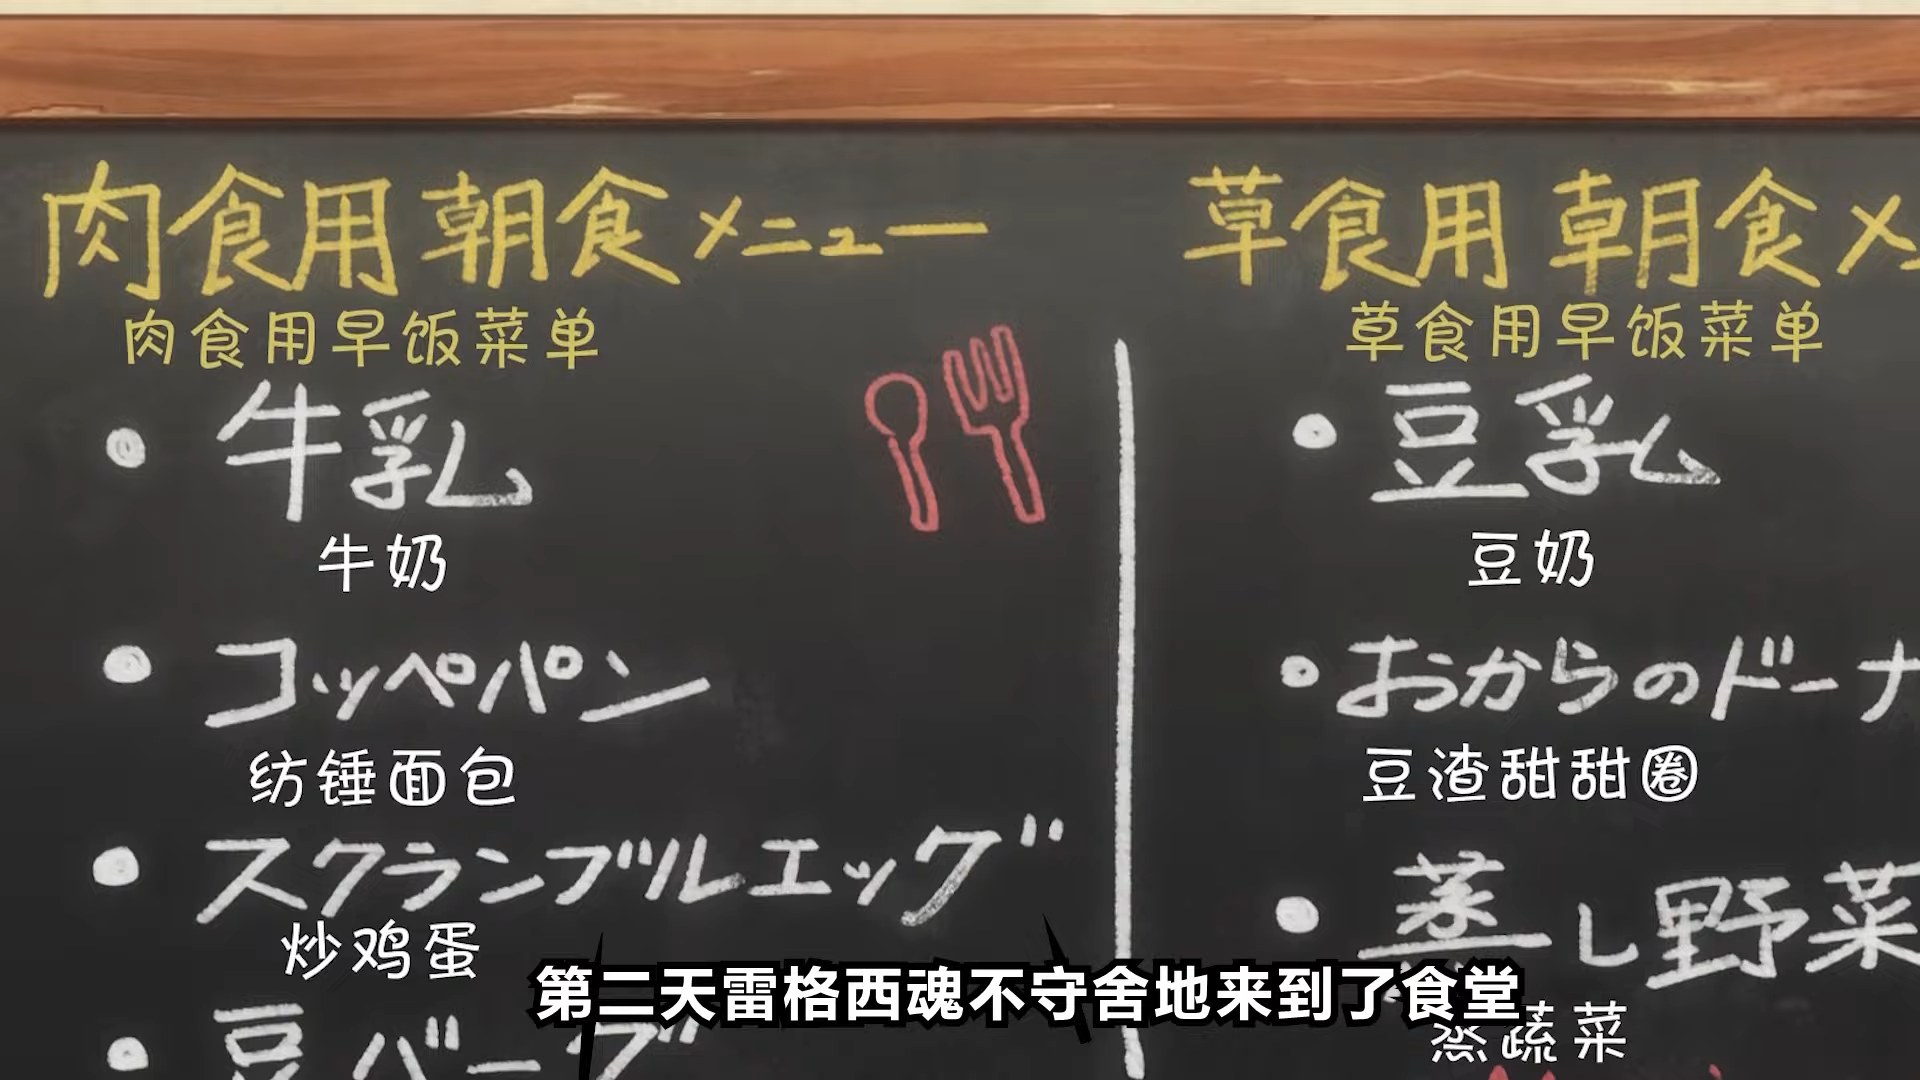 肉食用 朝食メニュー
肉食用早饭菜单
・牛乳
牛奶
・コッペパン
纺锤面包
・スクランブルエッグ
炒鸡蛋
・豆バーグ
草食用 朝食メ
草食用早饭菜单
・豆乳
豆奶
・おからのドーナ
豆渣甜甜圈
・蒸し野菜
蒸蔬菜
第二天雷格西魂不守舍地来到了食堂